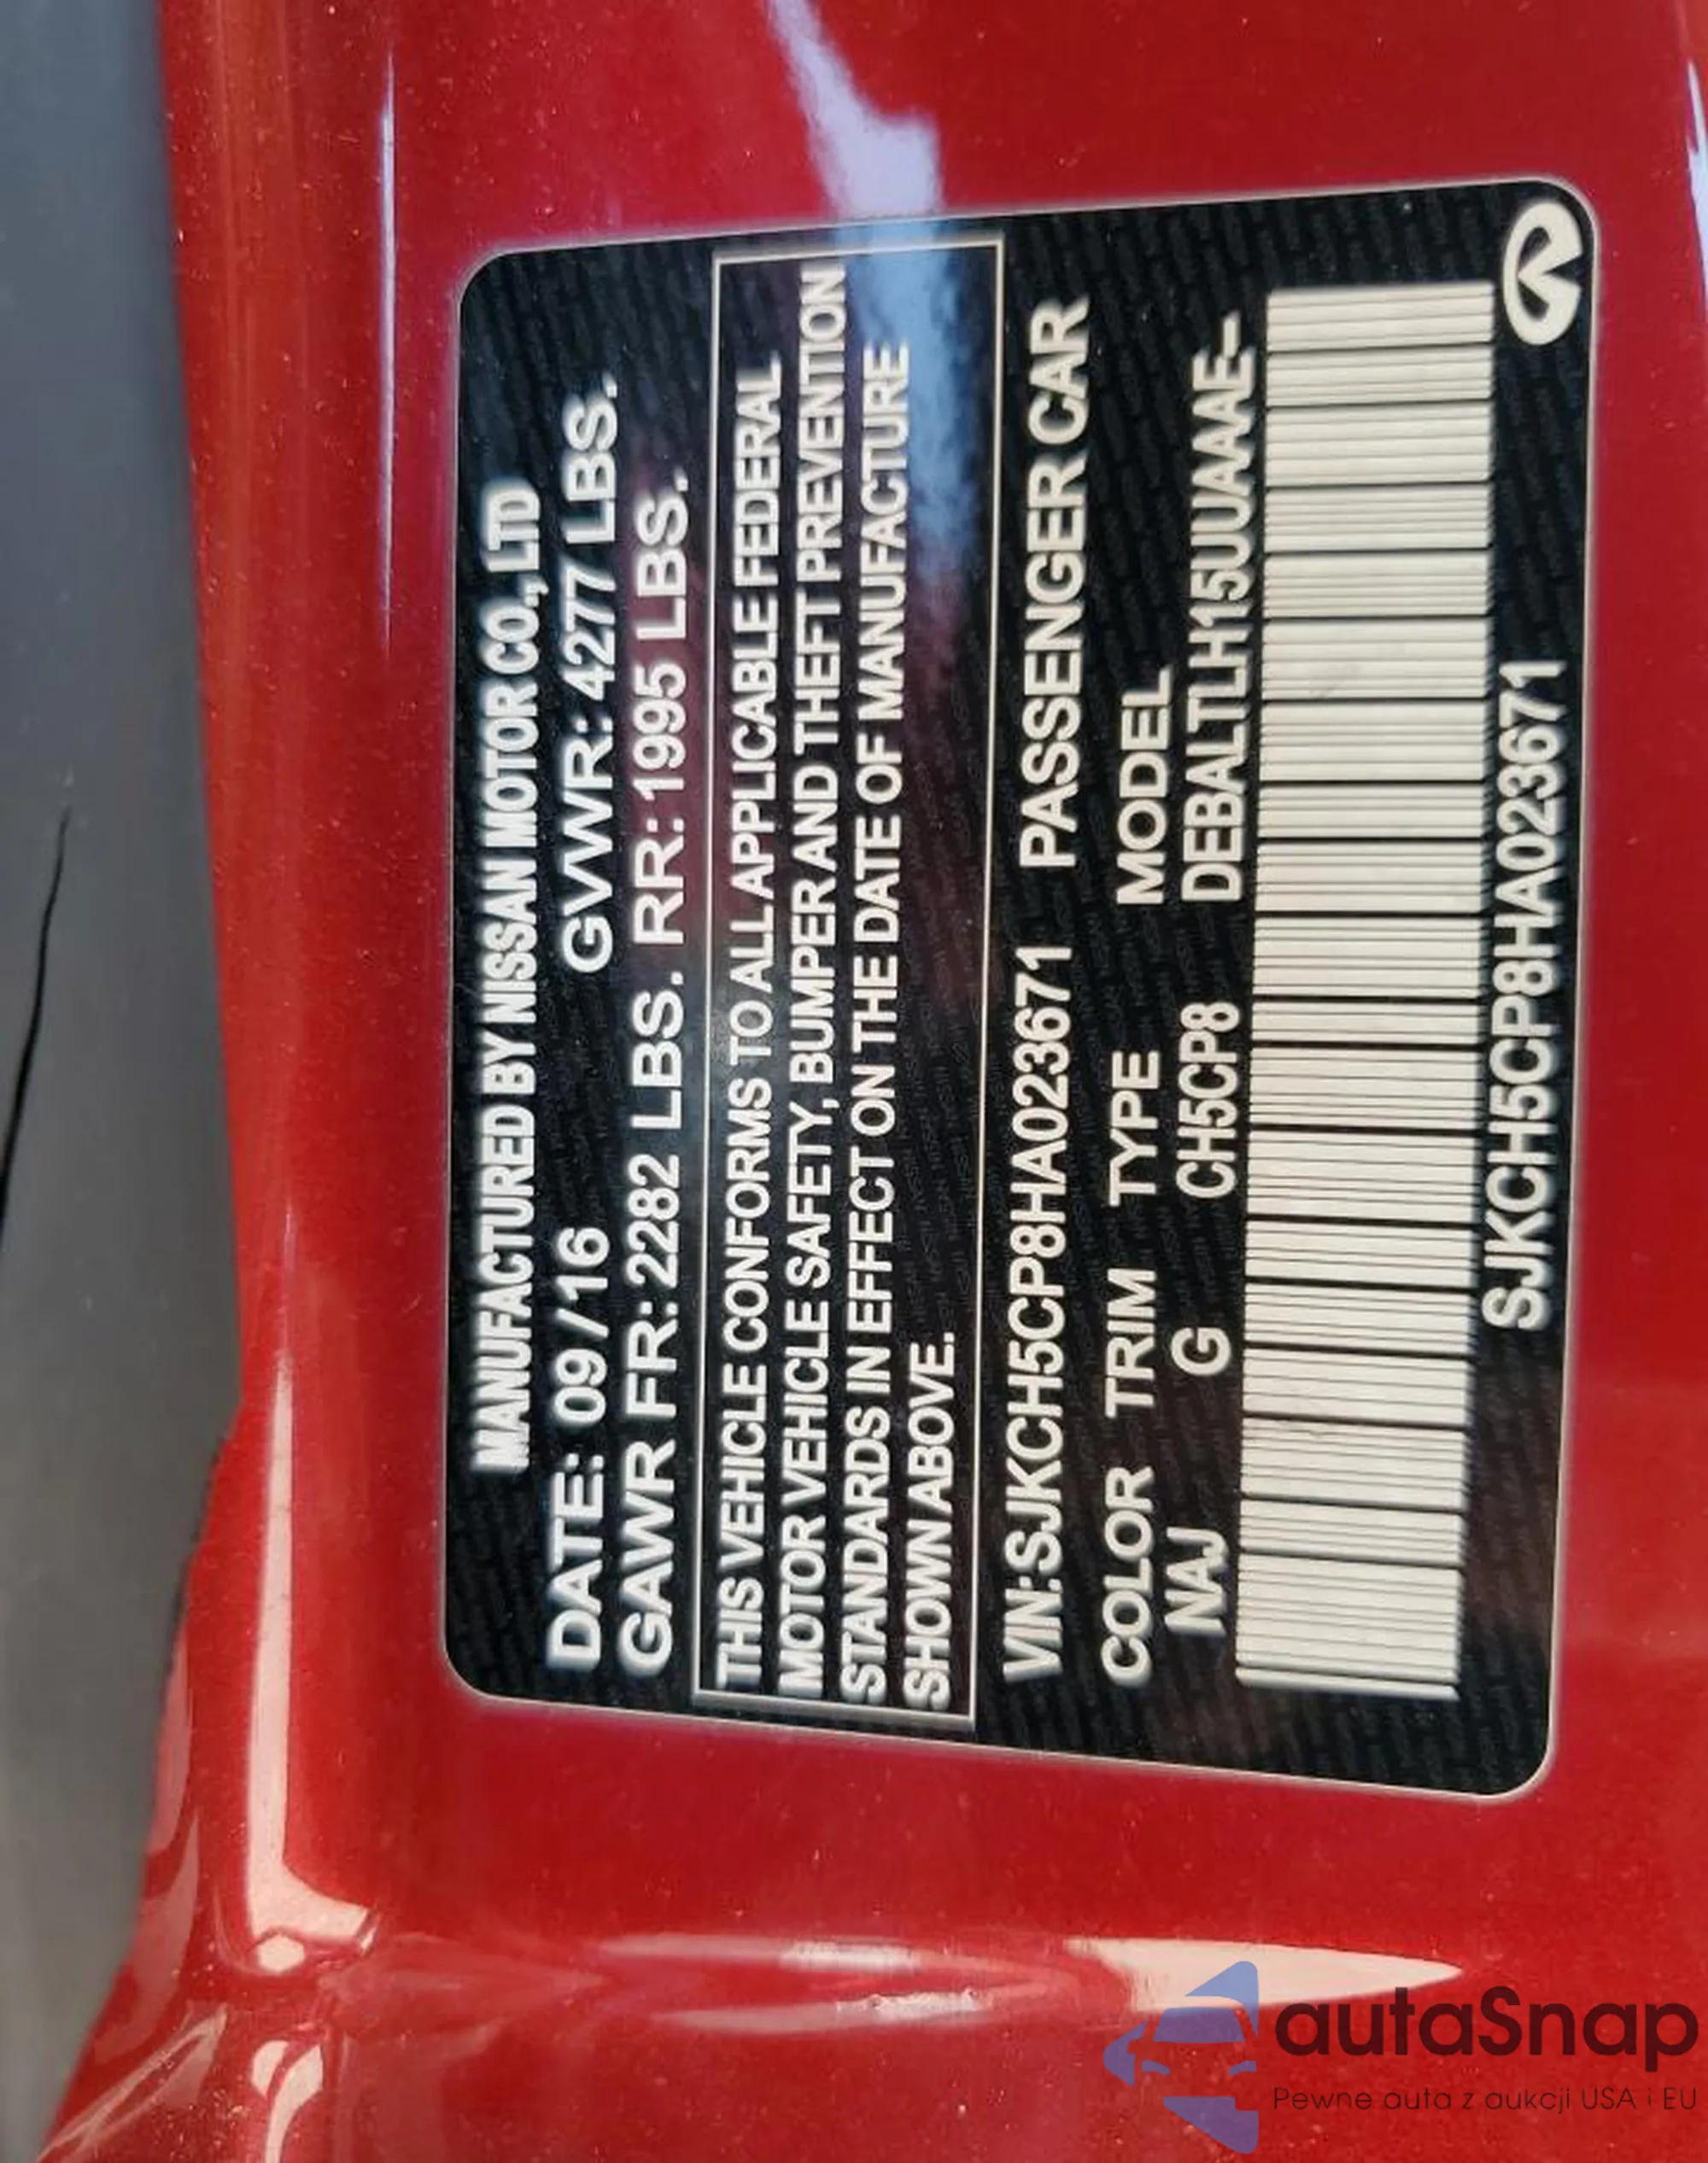 MANUFACTURED BY NISSAN MOTOR CO., LTD
DATE: 09 / 16 GVWR: 4277 LBS.
GAWR FR: 2282 LBS. RR: 1995 LBS.
THIS VEHICLE CONFORMS TO ALL APPLICABLE FEDERAL
MOTOR VEHICLE SAFETY, BUMPER AND THEFT PREVENTION
STANDARDS IN EFFECT ON THE DATE OF MANUFACTURE
SHOWN ABOVE.
VIN: SJKCH5CP8HA023671 PASSENGER CAR
COLOR TRIM TYPE MODEL
NAJ G CH5CP8 DEBALTLH15UUAAAE--
SJKCH5CP8HA023671
autaSnap
Pewne auta z aukcji USA i EU